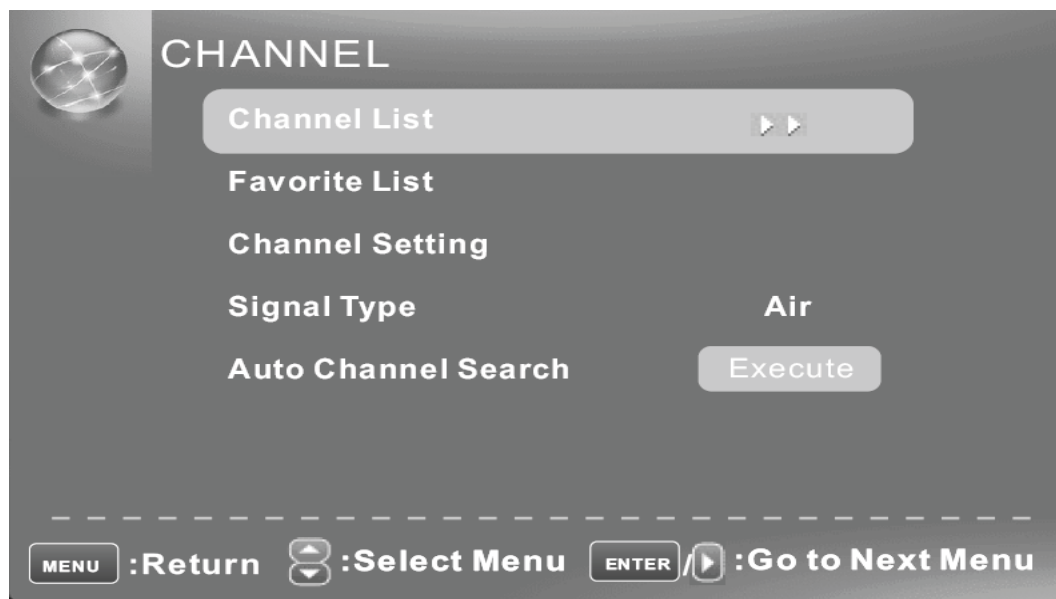 CHANNEL
Channel List
Favorite List
Channel Setting
Signal Type Air
Auto Channel Search Execute
MENU :Return :Select Menu ENTER / :Go to Next Menu